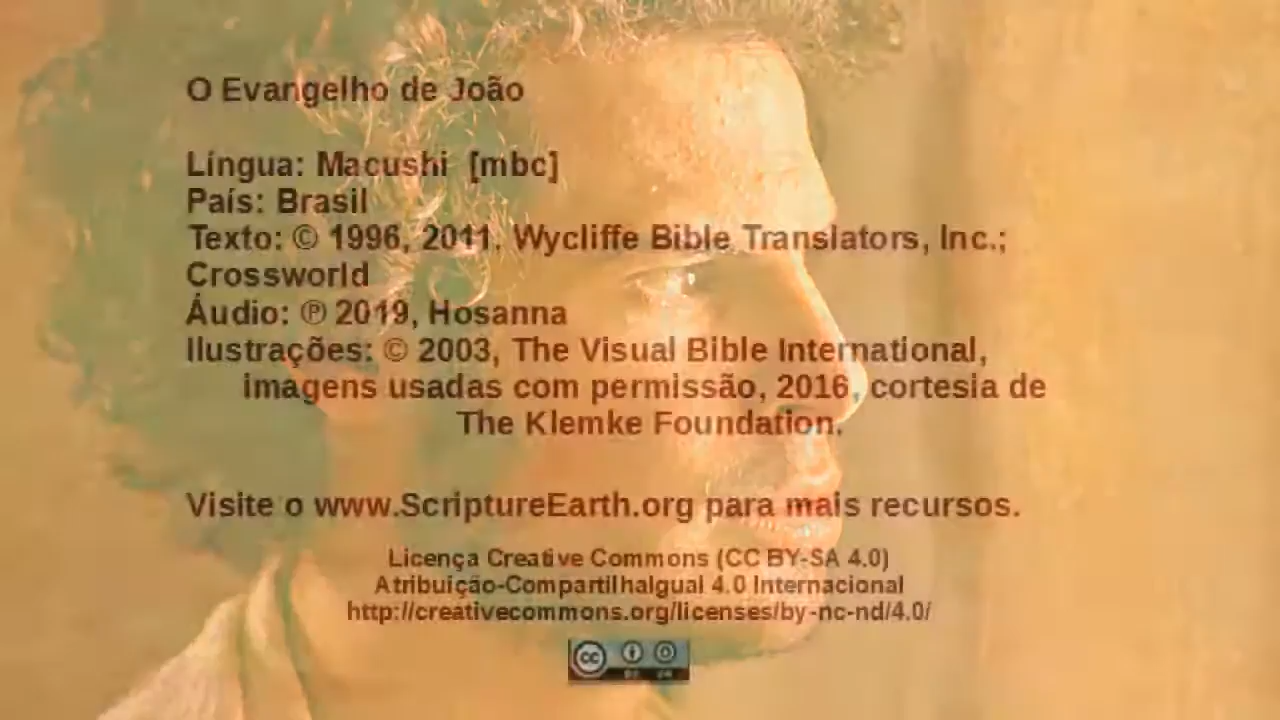 O Evangelho de João
Língua: Macushi [mbc]
País: Brasil
Texto: © 1996, 2011, Wycliffe Bible Translators, Inc.;
Crossworld
Áudio: ℗ 2019, Hosanna
Ilustrações: © 2003, The Visual Bible International,
imagens usadas com permissão, 2016, cortesia de
The Klemke Foundation.
Visite o www.ScriptureEarth.org para mais recursos.
Licença Creative Commons (CC BY-SA 4.0)
Atribuição-CompartilhaIgual 4.0 Internacional
http://creativecommons.org/licenses/by-nc-nd/4.0/
cc